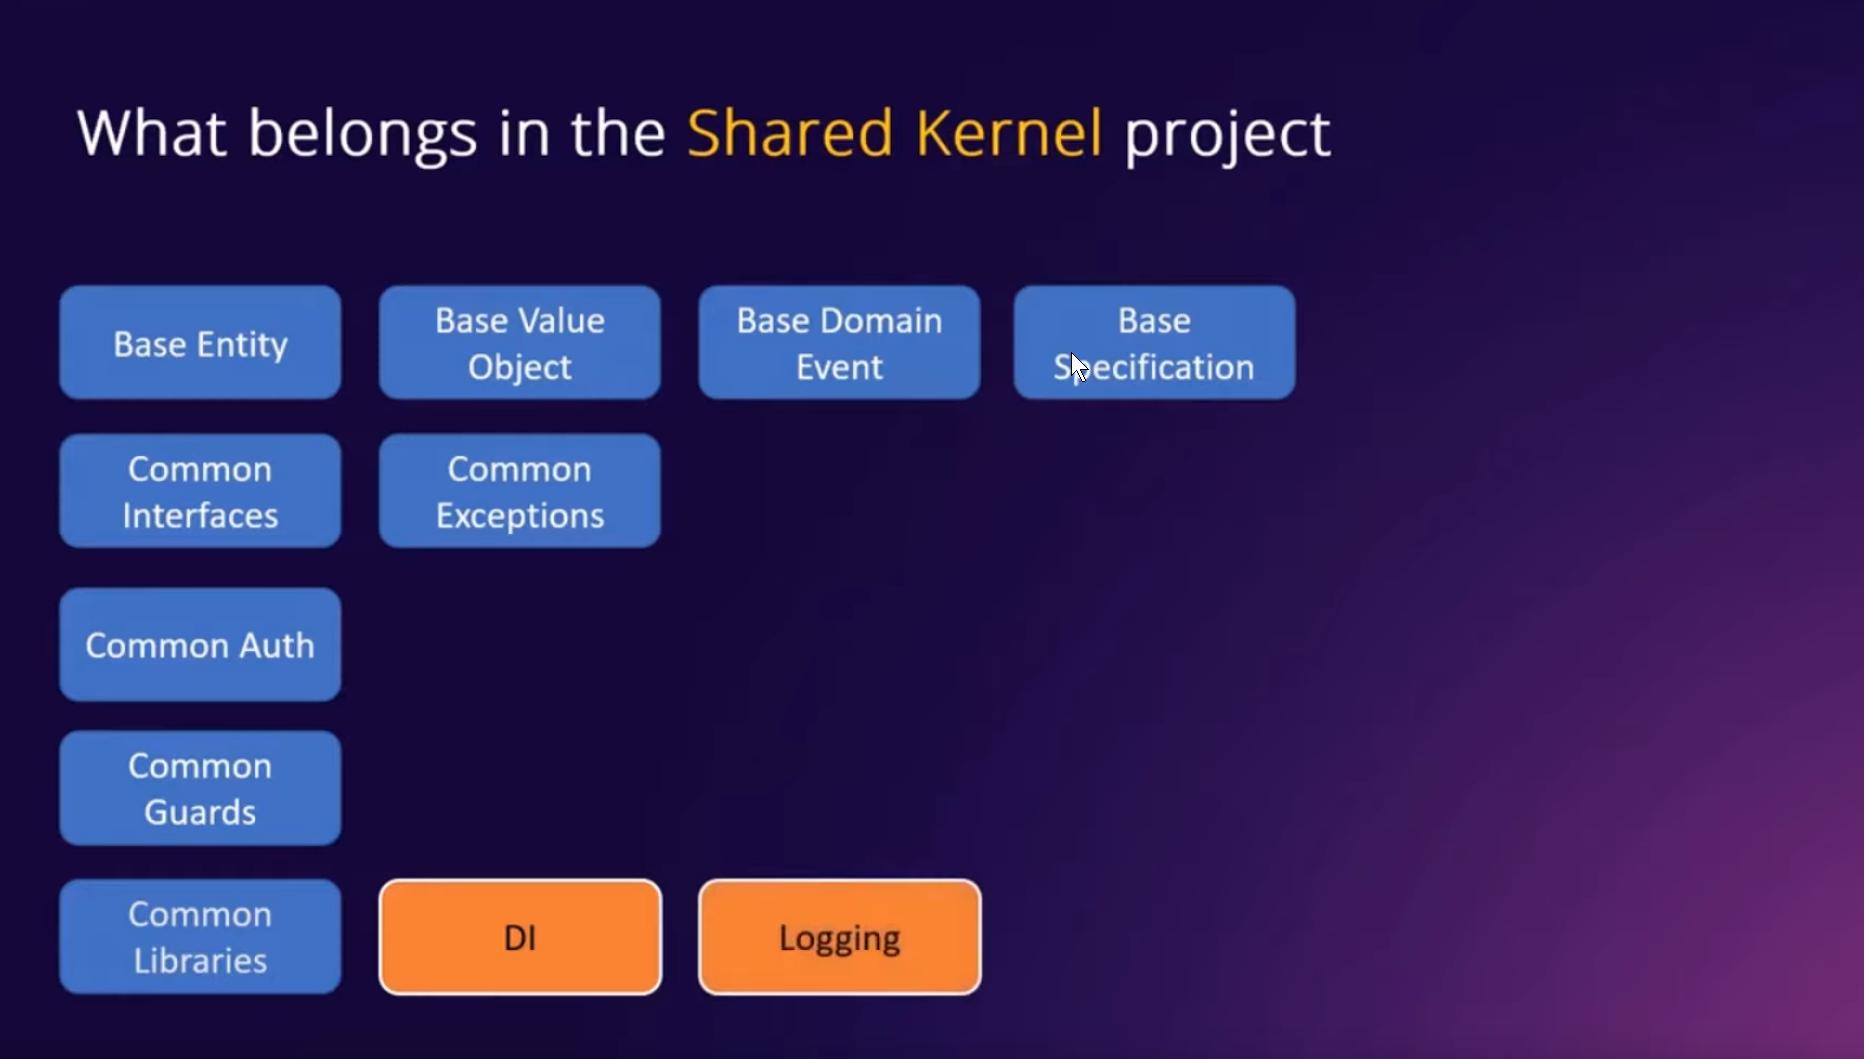 What belongs in the Shared Kernel project
Base Entity
Base Value
Object
Base Domain
Event
Base
Specification
Common
Interfaces
Common
Exceptions
Common Auth
Common
Guards
Common
Libraries
DI
Logging